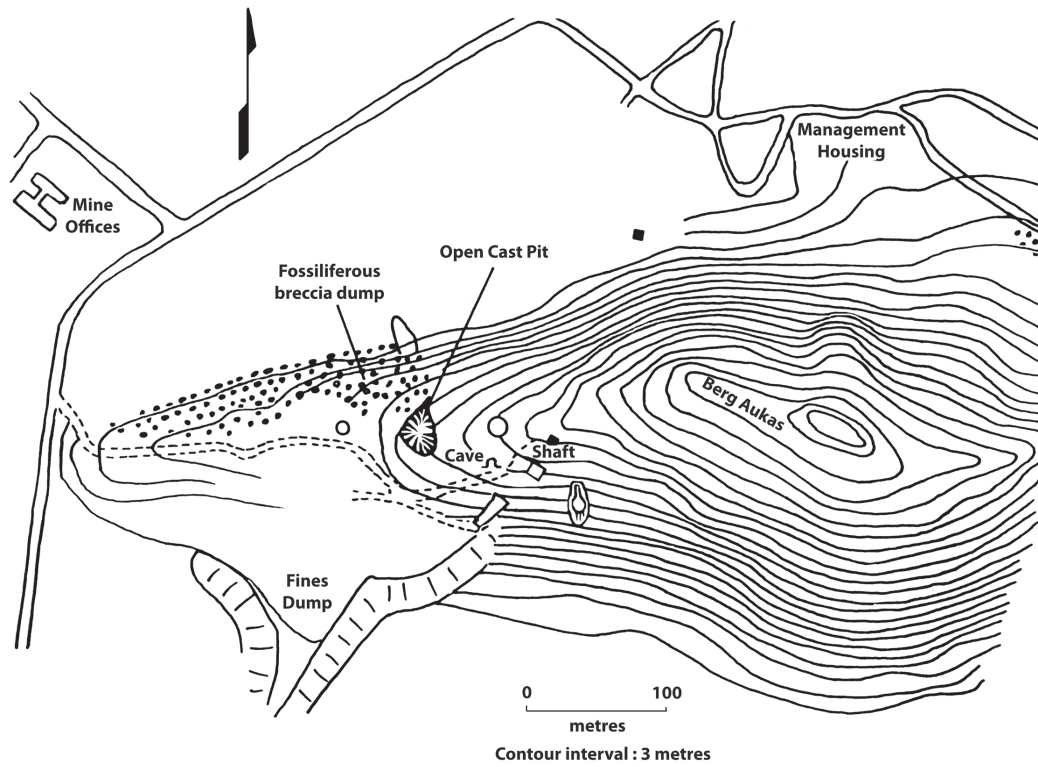 Management
Housing
Mine
Offices
Open Cast Pit
Fossiliferous
breccia dump
Berg Aukas
Cave
Shaft
Fines
Dump
0 100
metres
Contour interval : 3 metres